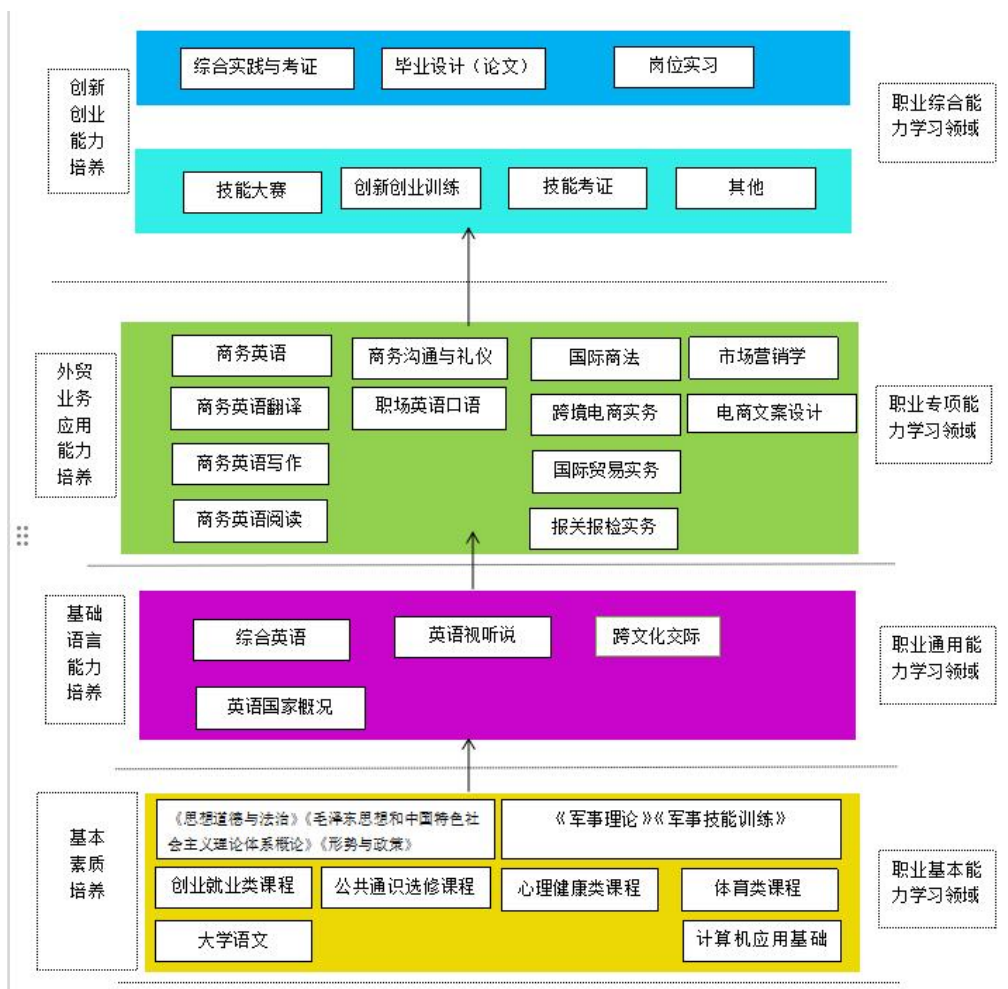 综合实践与考证
毕业设计（论文）
岗位实习
创新
创业
能力
培养
职业综合能
力学习领域
技能大赛
创新创业训练
技能考证
其他
商务英语
商务沟通与礼仪
国际商法
市场营销学
外贸
业务
应用
能力
培养
商务英语翻译
职场英语口语
跨境电商实务
电商文案设计
职业专项能
力学习领域
商务英语写作
国际贸易实务
商务英语阅读
报关报检实务
基础
语言
能力
培养
综合英语
英语视听说
跨文化交际
职业通用能
力学习领域
英语国家概况
《思想道德与法治》《毛泽东思想和中国特色社
会主义理论体系概论》《形势与政策》
《军事理论》《军事技能训练》
基本
素质
培养
创业就业类课程
公共通识选修课程
心理健康类课程
体育类课程
职业基本能
力学习领域
大学语文
计算机应用基础